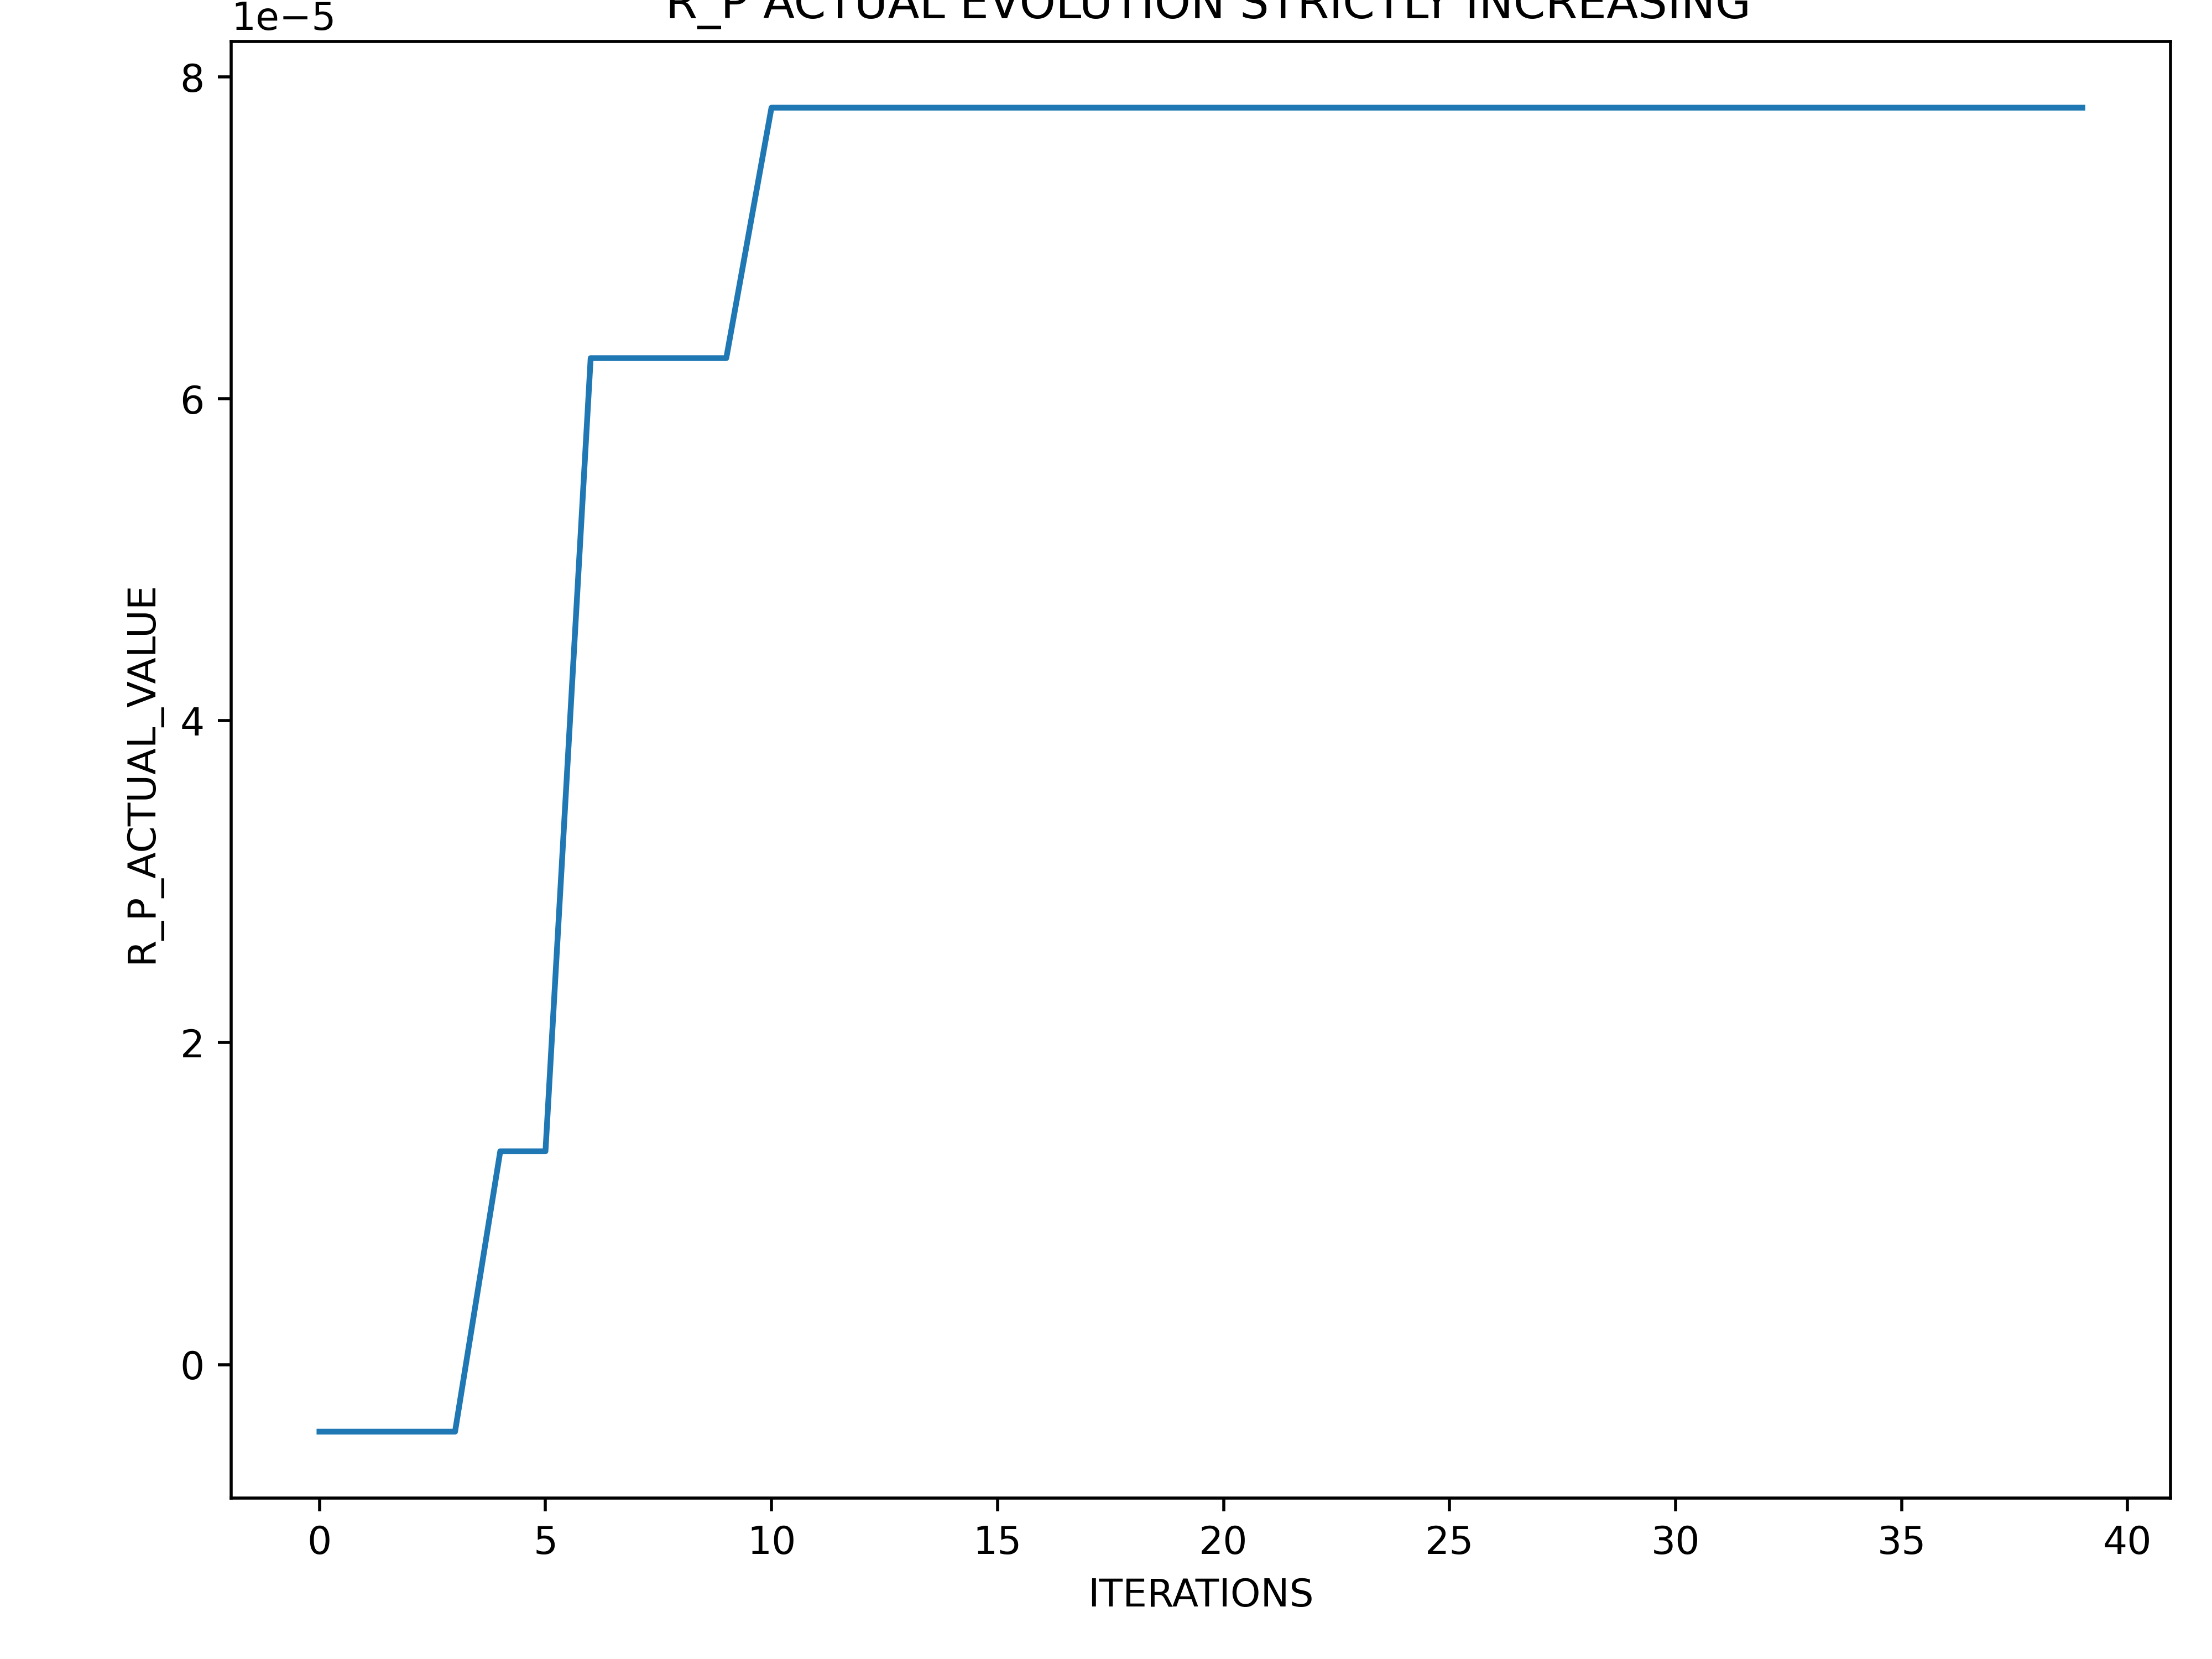 1e−5
R_P ACTUAL EVOLUTION STRICTLY INCREASING
8
6
4
2
0
R_P_ACTUAL_VALUE
0 5 10 15 20 25 30 35 40
ITERATIONS